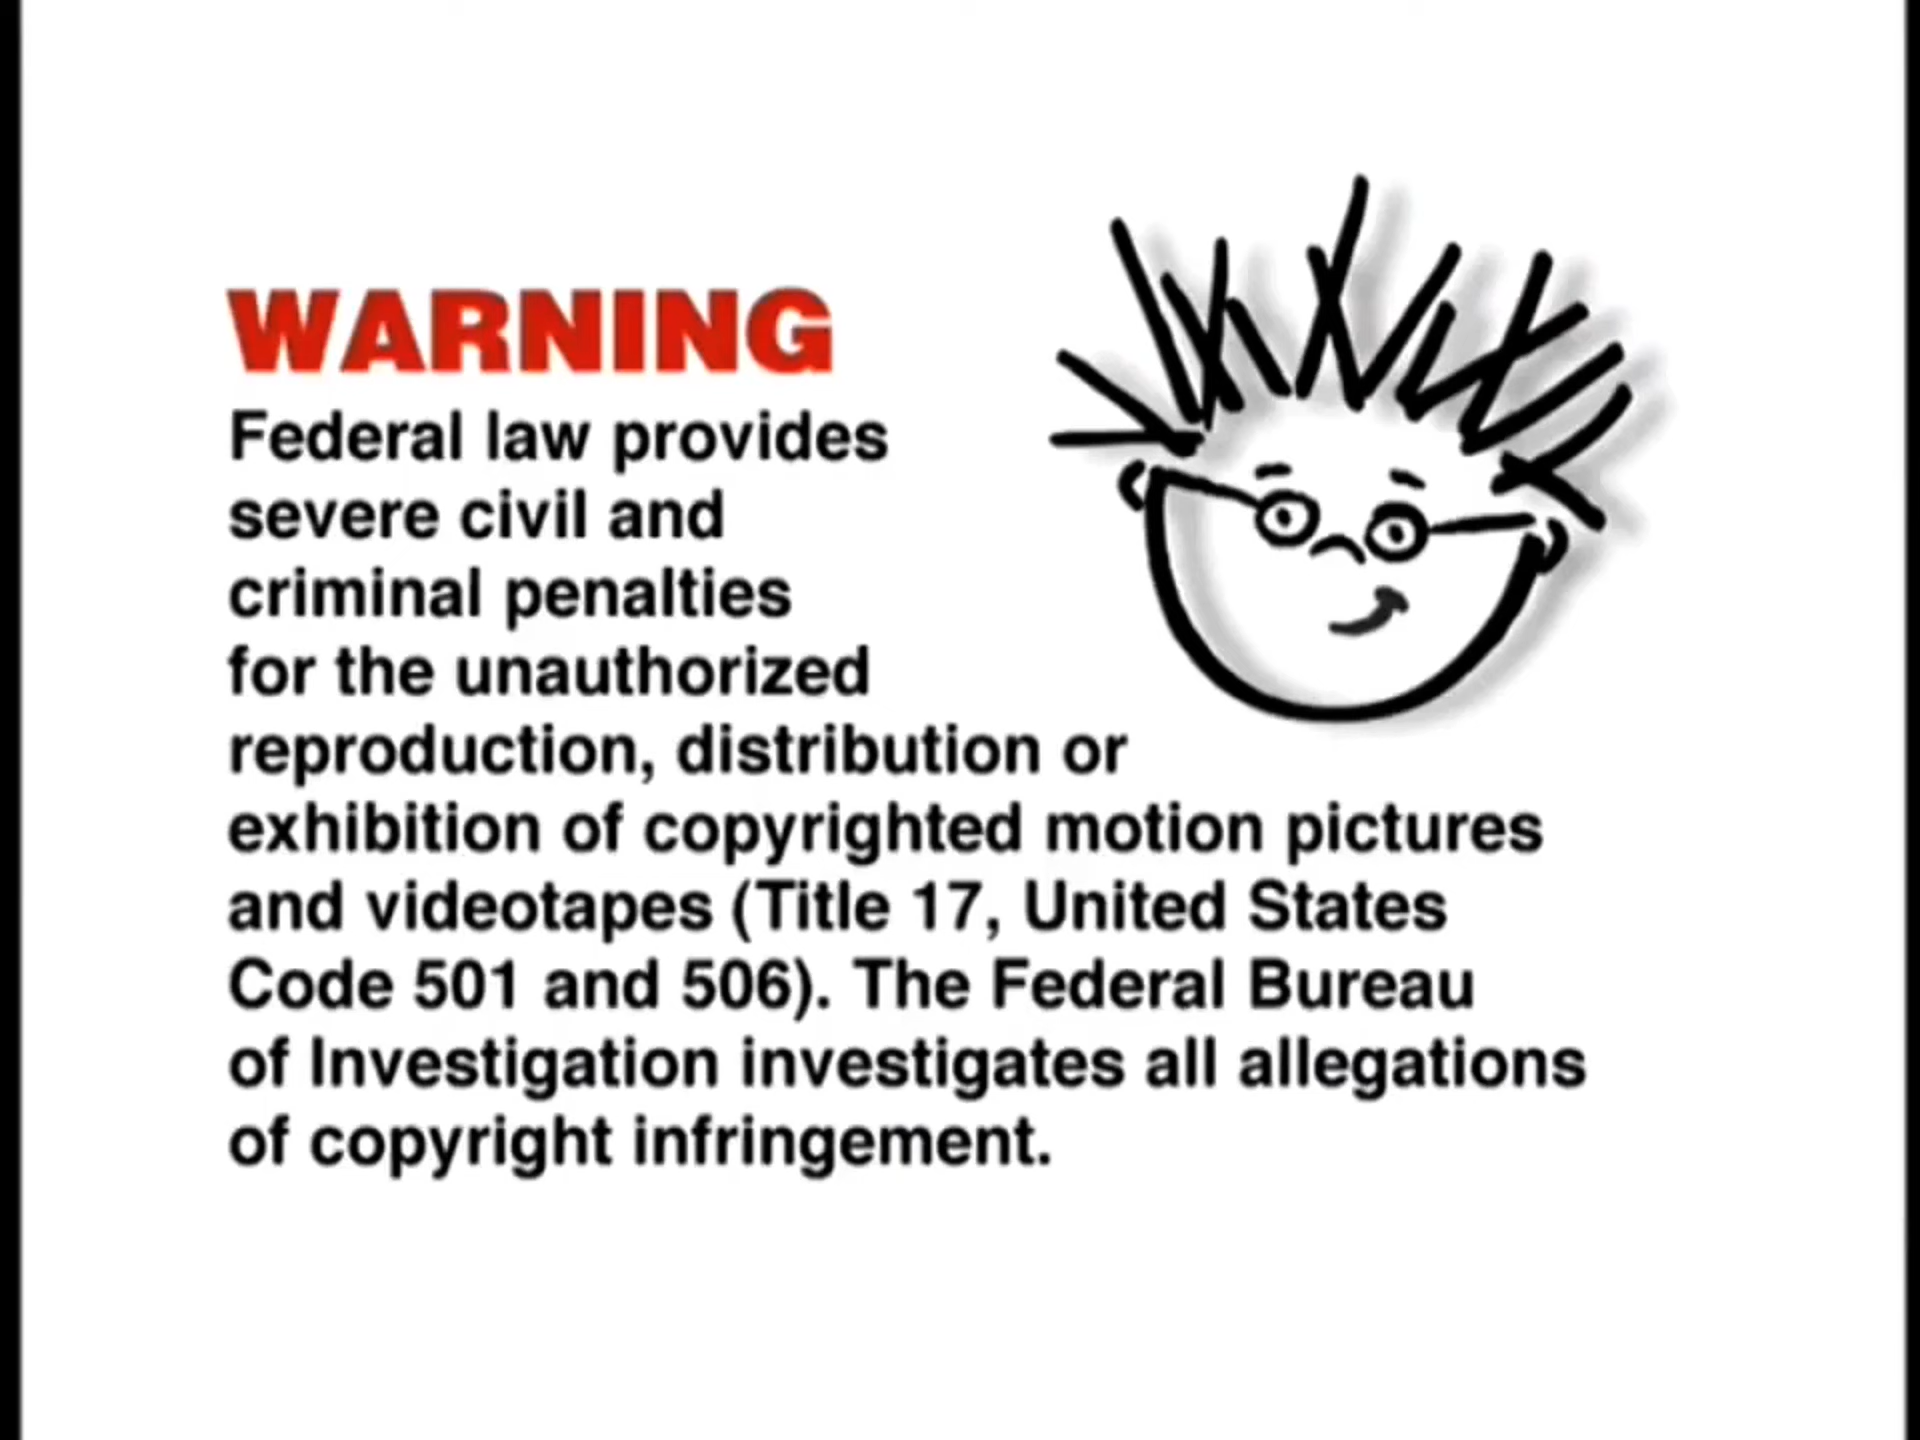 WARNING
Federal law provides
severe civil and
criminal penalties
for the unauthorized
reproduction, distribution or
exhibition of copyrighted motion pictures
and videotapes (Title 17, United States
Code 501 and 506). The Federal Bureau
of Investigation investigates all allegations
of copyright infringement.